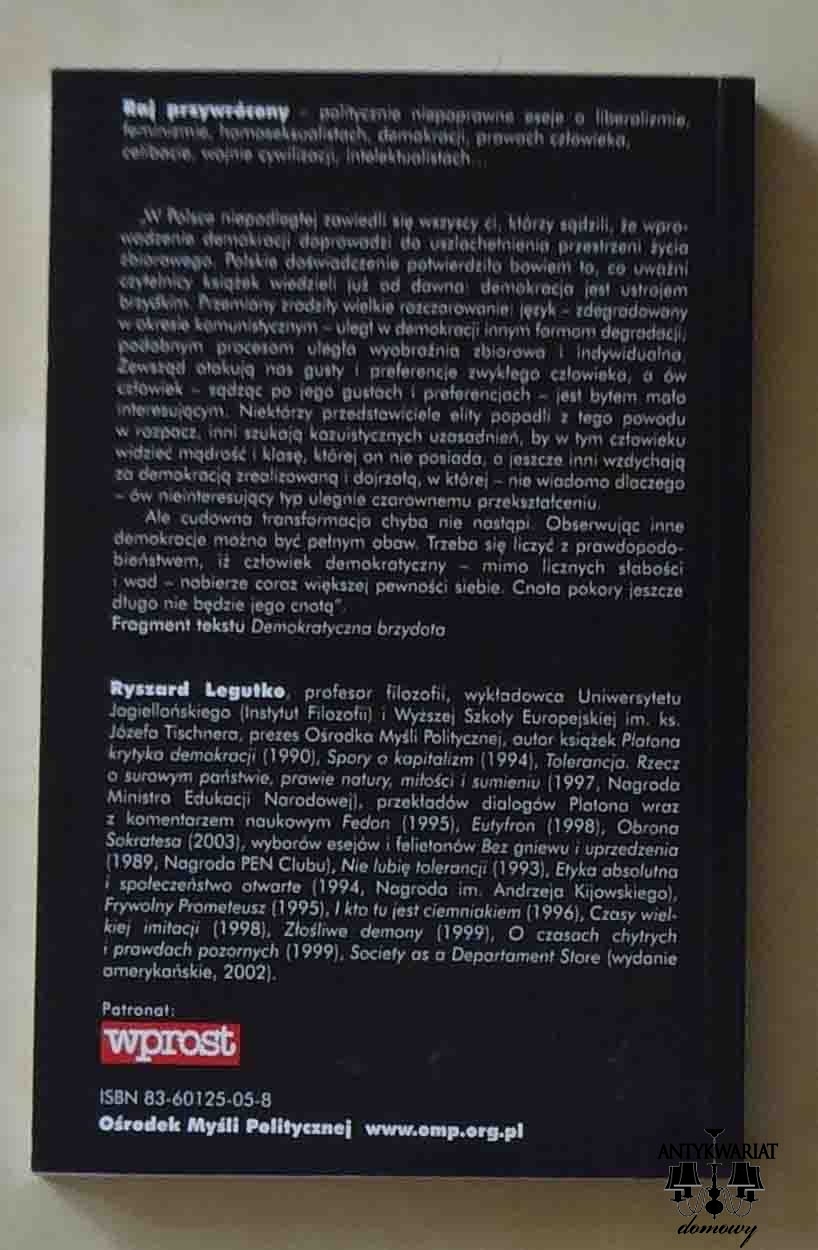 Raj przywrócony - politycznie niepoprawne eseje o liberalizmie,
feminizmie, homoseksualistach, demokracji, prawach człowieka,
celibacie, wojnie cywilizacji, intelektualistach...
„W Polsce niepodległej zawiedli się wszyscy ci, którzy sądzili, że wpro-
wadzenie demokracji doprowadzi do uszlachetnienia przestrzeni życia
zbiorowego. Polskie doświadczenie potwierdziło bowiem to, co uważni
czytelnicy książek wiedzieli już od dawna: demokracja jest ustrojem
brzydkim. Przemiany zrodziły wielkie rozczarowanie: język – zdegradowany
w okresie komunistycznym – uległ w demokracji innym formom degradacji;
podobnym procesom uległa wyobraźnia zbiorowa i indywidualna.
Zewsząd atakują nas gusty i preferencje zwykłego człowieka, a ów
człowiek – sądząc po jego gustach i preferencjach – jest bytem mało
interesującym. Niektórzy przedstawiciele elity popadli z tego powodu
w rozpacz, inni szukają kazuistycznych uzasadnień, by w tym człowieku
widzieć mądrość i klasę, której on nie posiada, a jeszcze inni wzdychają
za demokracją zrealizowaną i dojrzałą, w której – nie wiadomo dlaczego
– ów nieinteresujący typ ulegnie czarownemu przekształceniu.
Ale cudowna transformacja chyba nie nastąpi. Obserwując inne
demokracje można być pełnym obaw. Trzeba się liczyć z prawdopodo-
bieństwem, iż człowiek demokratyczny – mimo licznych słabości
i wad – nabierze coraz większej pewności siebie. Cnota pokory jeszcze
długo nie będzie jego cnotą”.
Fragment tekstu Demokratyczna brzydota
Ryszard Legutko, profesor filozofii, wykładowca Uniwersytetu
Jagiellońskiego (Instytut Filozofii) i Wyższej Szkoły Europejskiej im. ks.
Józefa Tischnera, prezes Ośrodka Myśli Politycznej, autor książek Platona
krytyka demokracji (1990), Spory o kapitalizm (1994), Tolerancja. Rzecz
o surowym państwie, prawie natury, miłości i sumieniu (1997, Nagroda
Ministra Edukacji Narodowej), przekładów dialogów Platona wraz
z komentarzem naukowym Fedon (1995), Eutyfron (1998), Obrona
Sokratesa (2003), wyborów esejów i felietonów Bez gniewu i uprzedzenia
(1989, Nagroda PEN Clubu), Nie lubię tolerancji (1993), Etyka absolutna
i społeczeństwo otwarte (1994, Nagroda im. Andrzeja Kijowskiego),
Frywolny Prometeusz (1995), I kto tu jest ciemniakiem (1996), Czasy wiel-
kiej imitacji (1998), Złośliwe demony (1999), O czasach chytrych
i prawdach pozornych (1999), Society as a Departament Store (wydanie
amerykańskie, 2002).
Patronat:
wprost
ISBN 83-60125-05-8
Ośrodek Myśli Politycznej www.omp.org.pl
ANTYKWARIAT
domowy